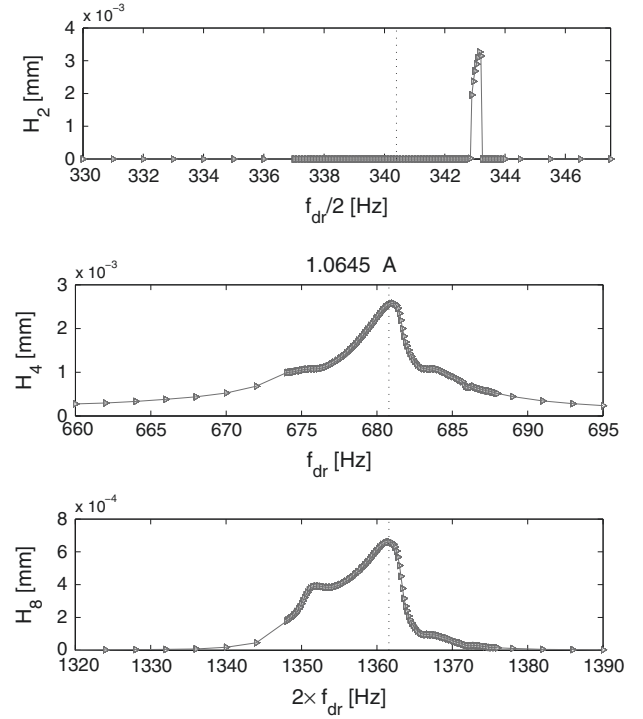 x 10⁻³
4
3
2
1
0
H₂ [mm]
330 332 334 336 338 340 342 344 346
f_dr/2 [Hz]
1.0645 A
x 10⁻³
3
2
1
0
H₄ [mm]
660 665 670 675 680 685 690 695
f_dr [Hz]
x 10⁻⁴
8
6
4
2
0
H₈ [mm]
1320 1330 1340 1350 1360 1370 1380 1390
2× f_dr [Hz]